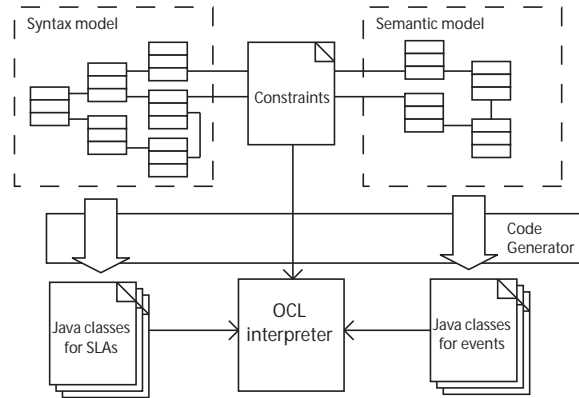 Syntax model
Semantic model
Constraints
Code
Generator
Java classes
for SLAs
OCL
interpreter
Java classes
for events